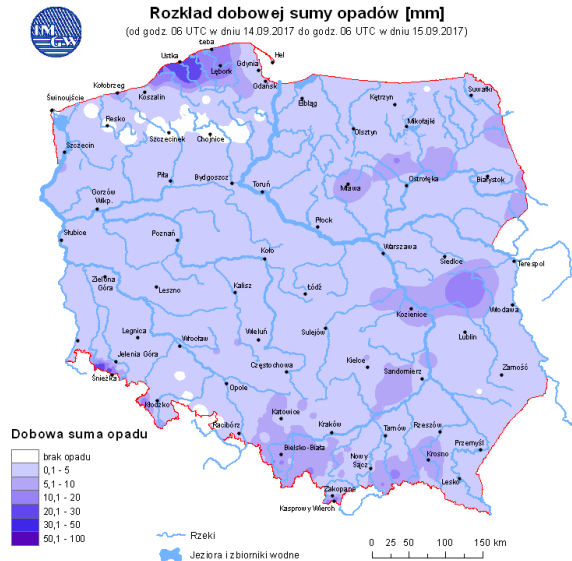 Rozkład dobowej sumy opadów [mm]
(od godz. 06 UTC w dniu 14.09.2017 do godz. 06 UTC w dniu 15.09.2017)
IM
GW
Łeba
Ustka
Hel
Lębork
Gdynia
Kołobrzeg
Koszalin
Gdańsk
Suwałki
Świnoujście
Elbląg
Kętrzyn
Resko
Mikołajki
Szczecinek
Chojnice
Olsztyn
Szczecin
Piła
Bydgoszcz
Toruń
Mława
Ostrołęka
Białystok
Gorzów
Wlkp.
Płock
Słubice
Poznań
Warszawa
Koło
Siedlce
Terespol
Zielona
Góra
Leszno
Kalisz
Łódź
Kozienice
Włodawa
Legnica
Wrocław
Wieluń
Sulejów
Lublin
Jelenia Góra
Śnieżka
Częstochowa
Kielce
Sandomierz
Zamość
Opole
Kłodzko
Racibórz
Katowice
Kraków
Tarnów
Rzeszów
Bielsko-Biała
Przemyśl
Nowy
Sącz
Krosno
Lesko
Zakopane
Kasprowy Wierch
Dobowa suma opadu
brak opadu
0,1 - 5
5,1 - 10
10,1 - 20
20,1 - 30
30,1 - 50
50,1 - 100
Rzeki
Jeziora i zbiorniki wodne
0 25 50 100 150 km